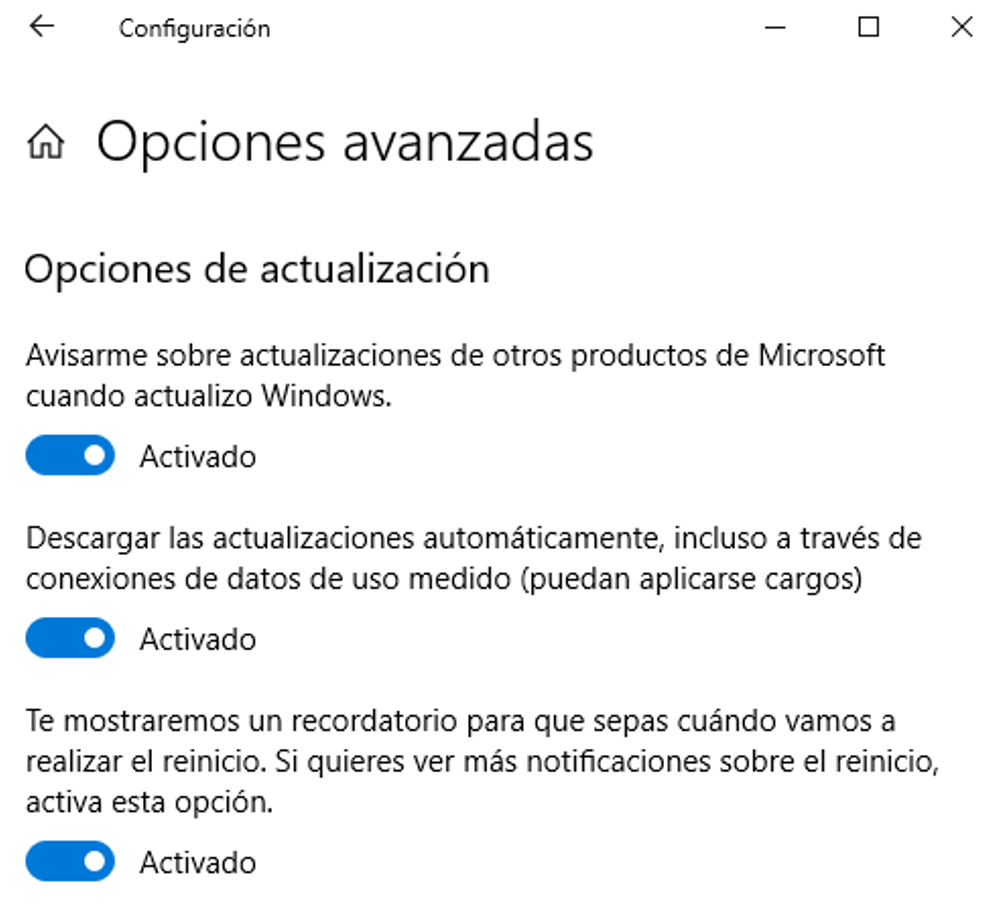 Configuración
Opciones avanzadas
Opciones de actualización
Avisarme sobre actualizaciones de otros productos de Microsoft
cuando actualizo Windows.
Activado
Descargar las actualizaciones automáticamente, incluso a través de
conexiones de datos de uso medido (puedan aplicarse cargos)
Activado
Te mostraremos un recordatorio para que sepas cuándo vamos a
realizar el reinicio. Si quieres ver más notificaciones sobre el reinicio,
activa esta opción.
Activado